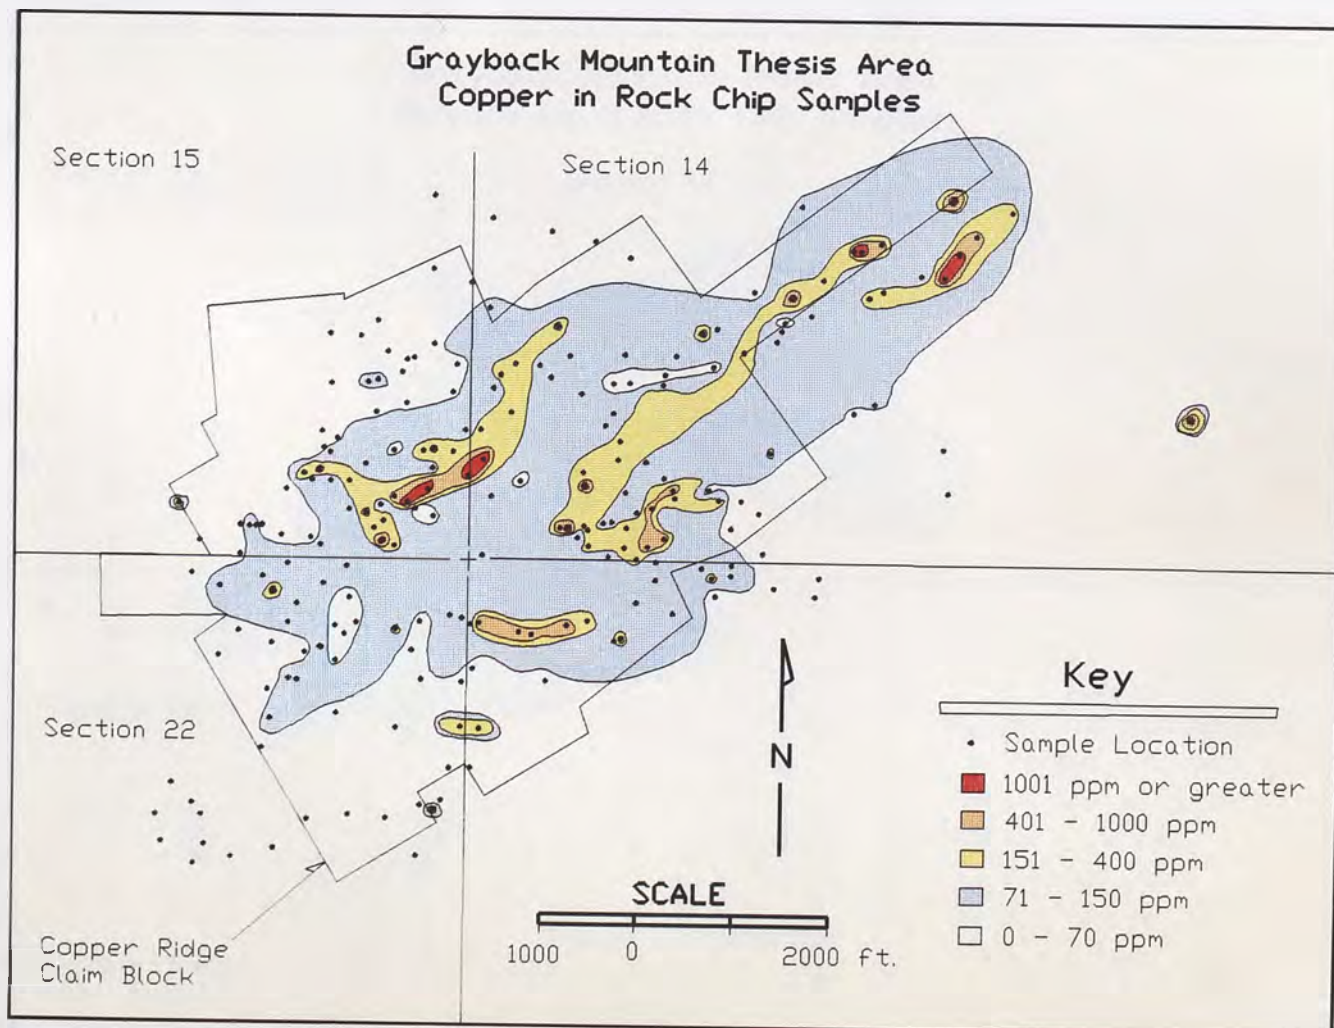 Grayback Mountain Thesis Area
Copper in Rock Chip Samples
Section 15
Section 14
Section 22
Key
Sample Location
1001 ppm or greater
401 - 1000 ppm
151 - 400 ppm
71 - 150 ppm
0 - 70 ppm
N
SCALE
1000 0 2000 ft.
Copper Ridge
Claim Block